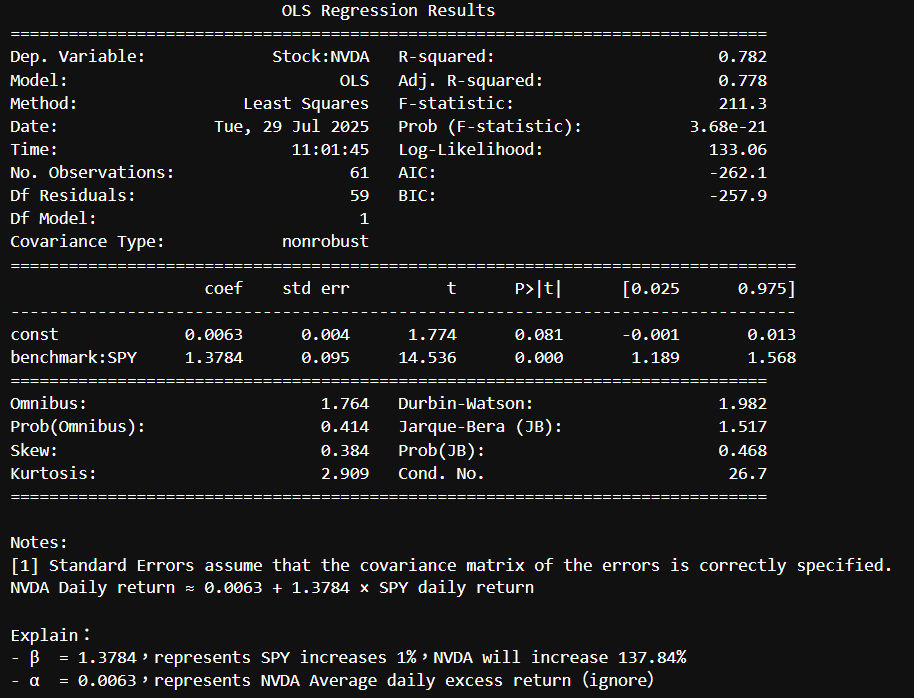 OLS Regression Results
==============================================================================
Dep. Variable: Stock:NVDA R-squared: 0.782
Model: OLS Adj. R-squared: 0.778
Method: Least Squares F-statistic: 211.3
Date: Tue, 29 Jul 2025 Prob (F-statistic): 3.68e-21
Time: 11:01:45 Log-Likelihood: 133.06
No. Observations: 61 AIC: -262.1
Df Residuals: 59 BIC: -257.9
Df Model: 1
Covariance Type: nonrobust
=================================================================================
coef std err t P>|t| [0.025 0.975]
---------------------------------------------------------------------------------
const 0.0063 0.004 1.774 0.081 -0.001 0.013
benchmark:SPY 1.3784 0.095 14.536 0.000 1.189 1.568
==============================================================================
Omnibus: 1.764 Durbin-Watson: 1.982
Prob(Omnibus): 0.414 Jarque-Bera (JB): 1.517
Skew: 0.384 Prob(JB): 0.468
Kurtosis: 2.909 Cond. No. 26.7
==============================================================================
Notes:
[1] Standard Errors assume that the covariance matrix of the errors is correctly specified.
NVDA Daily return ≈ 0.0063 + 1.3784 × SPY daily return
Explain：
- β = 1.3784，represents SPY increases 1%，NVDA will increase 137.84%
- α = 0.0063，represents NVDA Average daily excess return（ignore）